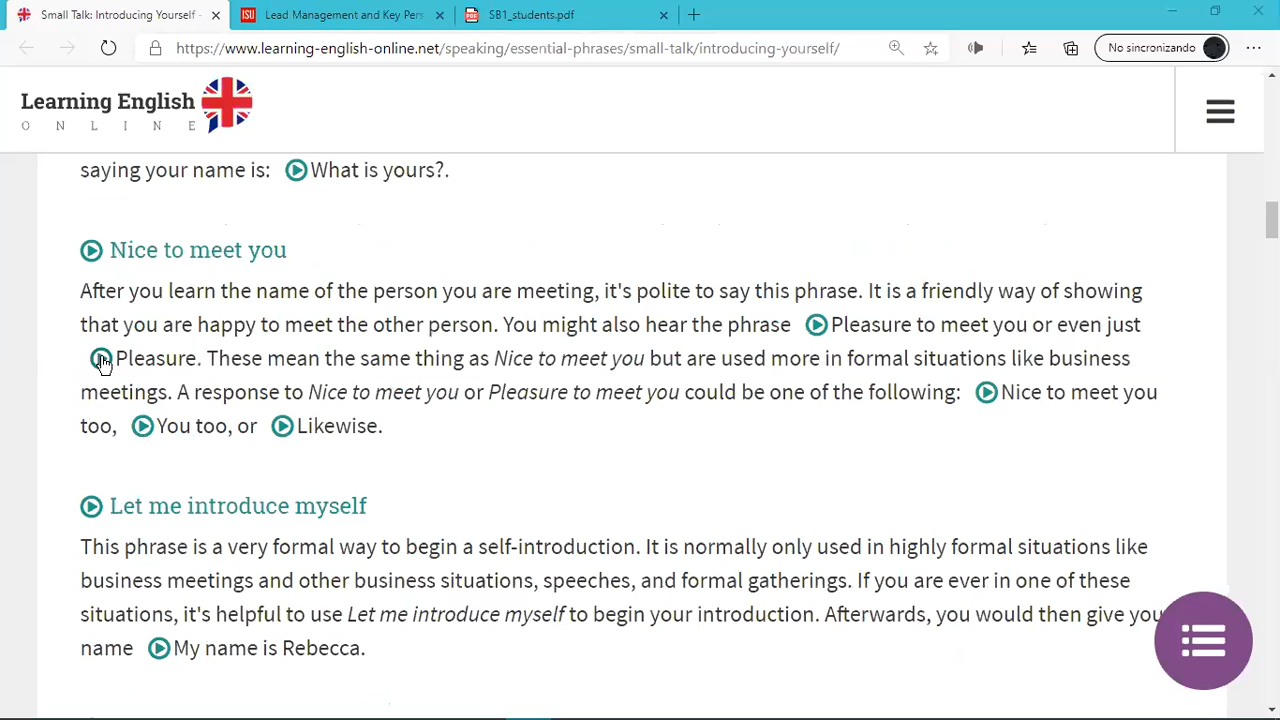 Small Talk: Introducing Yourself -
Lead Management and Key Pers
SB1_students.pdf
https://www.learning-english-online.net/speaking/essential-phrases/small-talk/introducing-yourself/
No sincronizando
Learning English
ONLINE
saying your name is: What is yours?.
Nice to meet you
After you learn the name of the person you are meeting, it's polite to say this phrase. It is a friendly way of showing
that you are happy to meet the other person. You might also hear the phrase Pleasure to meet you or even just
Pleasure. These mean the same thing as Nice to meet you but are used more in formal situations like business
meetings. A response to Nice to meet you or Pleasure to meet you could be one of the following: Nice to meet you
too, You too, or Likewise.
Let me introduce myself
This phrase is a very formal way to begin a self-introduction. It is normally only used in highly formal situations like
business meetings and other business situations, speeches, and formal gatherings. If you are ever in one of these
situations, it's helpful to use Let me introduce myself to begin your introduction. Afterwards, you would then give you
name My name is Rebecca.